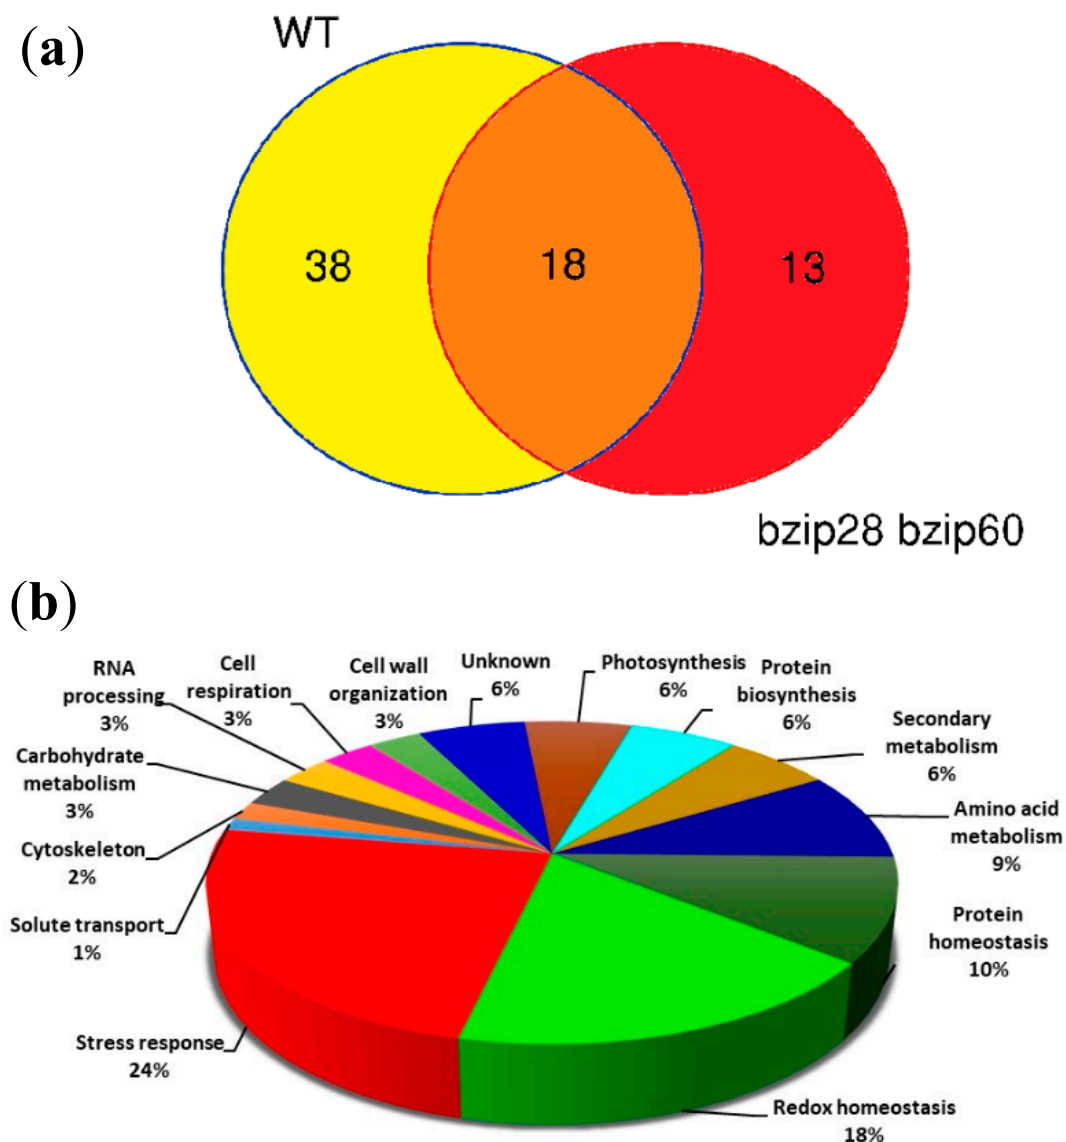 (a)
WT
38
18
13
bzip28 bzip60
(b)
RNA
processing
3%
Cell
respiration
3%
Cell wall
organization
3%
Unknown
6%
Photosynthesis
6%
Protein
biosynthesis
6%
Secondary
metabolism
6%
Amino acid
metabolism
9%
Protein
homeostasis
10%
Redox homeostasis
18%
Stress response
24%
Solute transport
1%
Cytoskeleton
2%
Carbohydrate
metabolism
3%